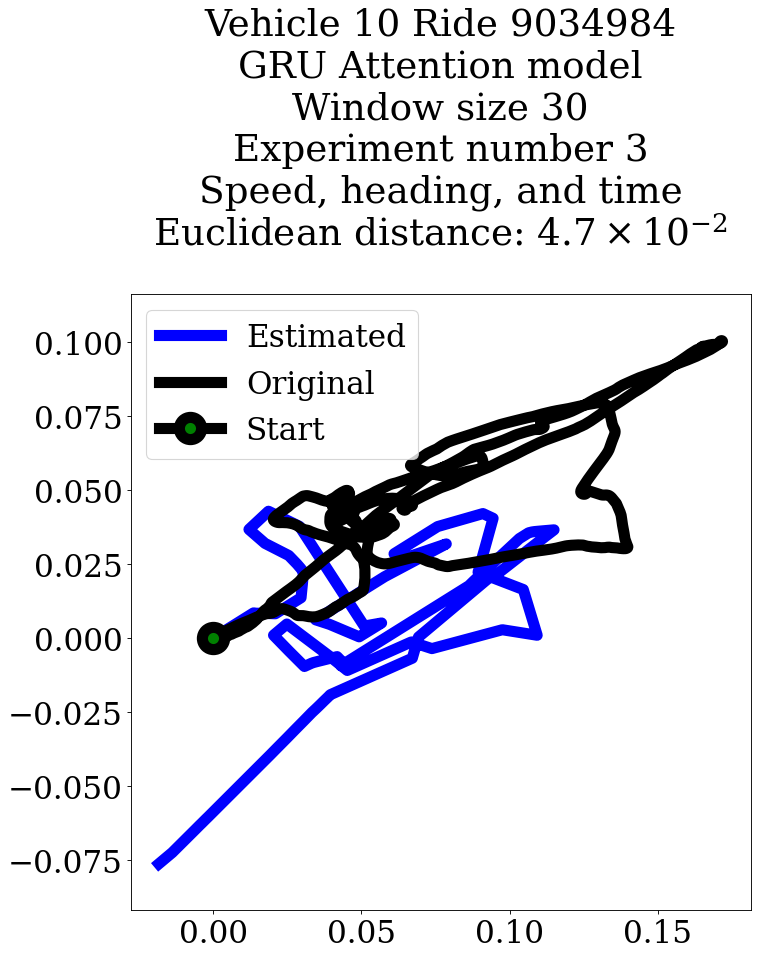 Vehicle 10 Ride 9034984
GRU Attention model
Window size 30
Experiment number 3
Speed, heading, and time
Euclidean distance: 4.7 × 10⁻²
Estimated
Original
Start
0.100
0.075
0.050
0.025
0.000
−0.025
−0.050
−0.075
0.00 0.05 0.10 0.15